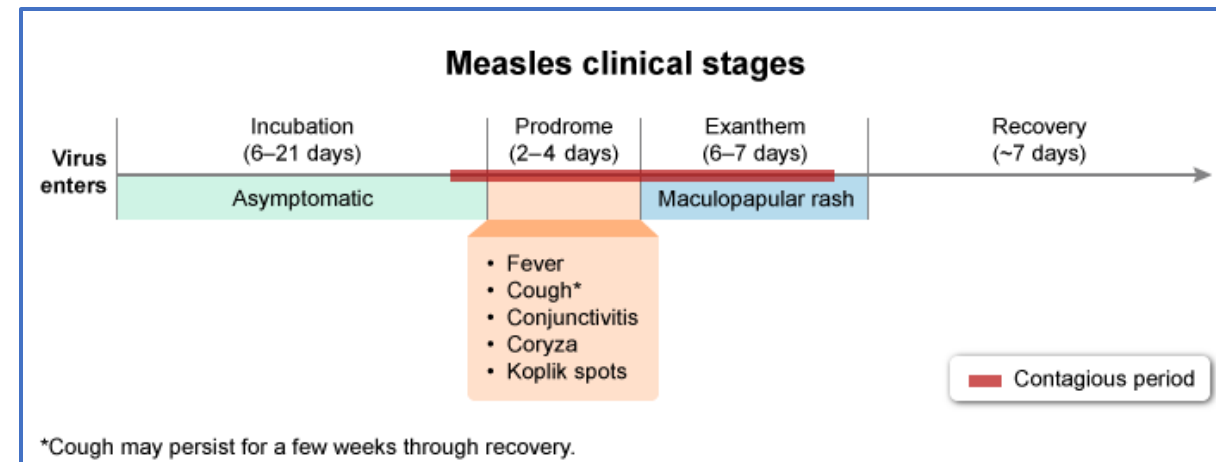 Measles clinical stages
Virus enters
Incubation
(6–21 days)
Prodrome
(2–4 days)
Exanthem
(6–7 days)
Recovery
(~7 days)
Asymptomatic
Maculopapular rash
• Fever
• Cough*
• Conjunctivitis
• Coryza
• Koplik spots
Contagious period
*Cough may persist for a few weeks through recovery.